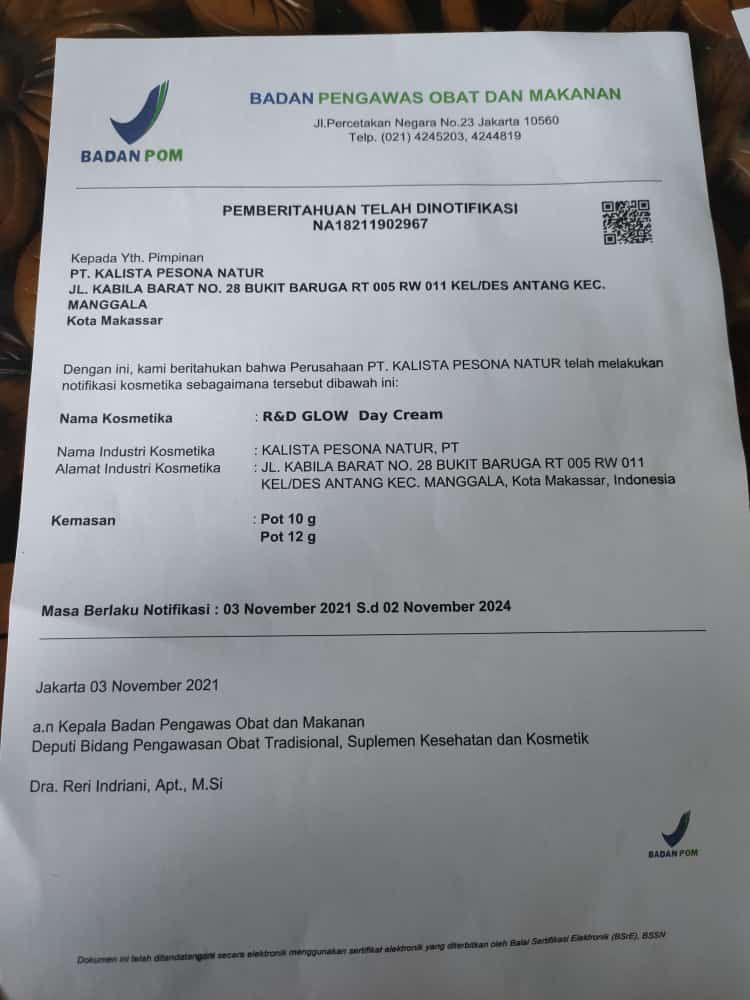 BADAN POM
BADAN PENGAWAS OBAT DAN MAKANAN
Jl.Percetakan Negara No.23 Jakarta 10560
Telp. (021) 4245203, 4244819
PEMBERITAHUAN TELAH DINOTIFIKASI
NA18211902967
Kepada Yth. Pimpinan
PT. KALISTA PESONA NATUR
JL. KABILA BARAT NO. 28 BUKIT BARUGA RT 005 RW 011 KEL/DES ANTANG KEC.
MANGGALA
Kota Makassar
Dengan ini, kami beritahukan bahwa Perusahaan PT. KALISTA PESONA NATUR telah melakukan
notifikasi kosmetika sebagaimana tersebut dibawah ini:
Nama Kosmetika : R&D GLOW Day Cream
Nama Industri Kosmetika : KALISTA PESONA NATUR, PT
Alamat Industri Kosmetika : JL. KABILA BARAT NO. 28 BUKIT BARUGA RT 005 RW 011
KEL/DES ANTANG KEC. MANGGALA, Kota Makassar, Indonesia
Kemasan : Pot 10 g
Pot 12 g
Masa Berlaku Notifikasi : 03 November 2021 S.d 02 November 2024
Jakarta 03 November 2021
a.n Kepala Badan Pengawas Obat dan Makanan
Deputi Bidang Pengawasan Obat Tradisional, Suplemen Kesehatan dan Kosmetik
Dra. Reri Indriani, Apt., M.Si
BADAN POM
Dokumen ini telah ditandatangani secara elektronik menggunakan sertifikat elektronik yang diterbitkan oleh Balai Sertifikasi Elektronik (BSrE), BSSN